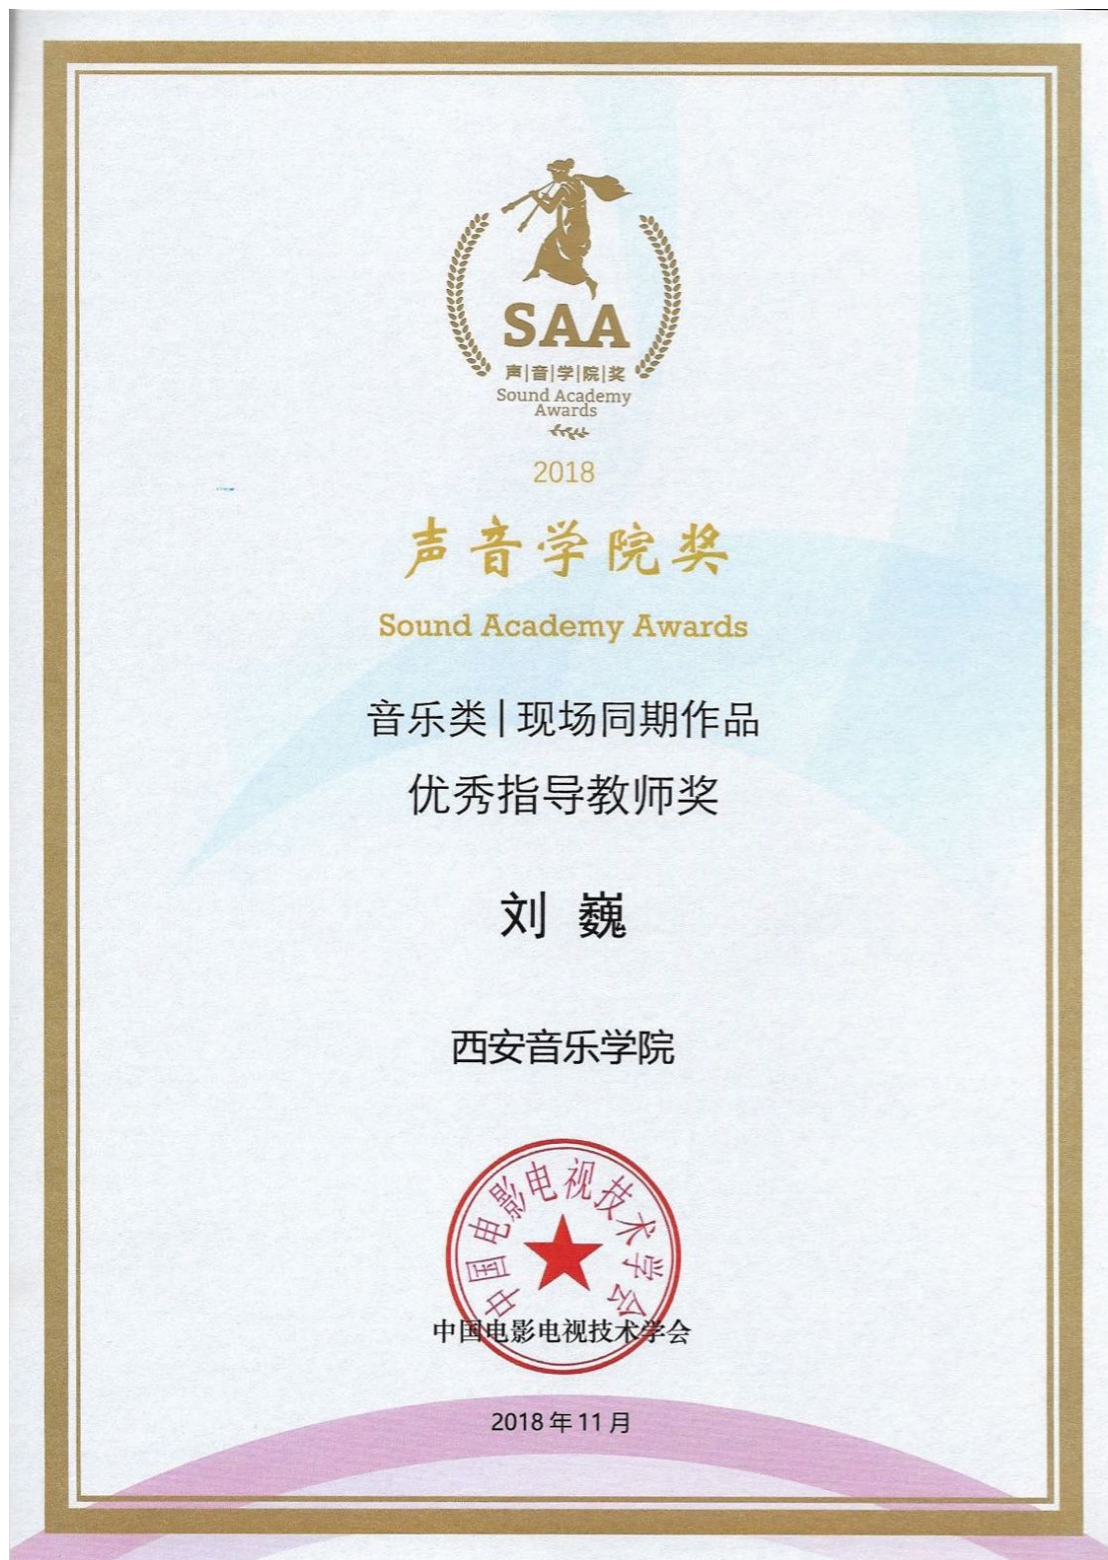 SAA
声|音|学|院|奖
Sound Academy
Awards
2018
声音学院奖
Sound Academy Awards
音乐类|现场同期作品
优秀指导教师奖
刘 巍
西安音乐学院
中国电影电视技术学会
中国电影电视技术学会
2018年11月